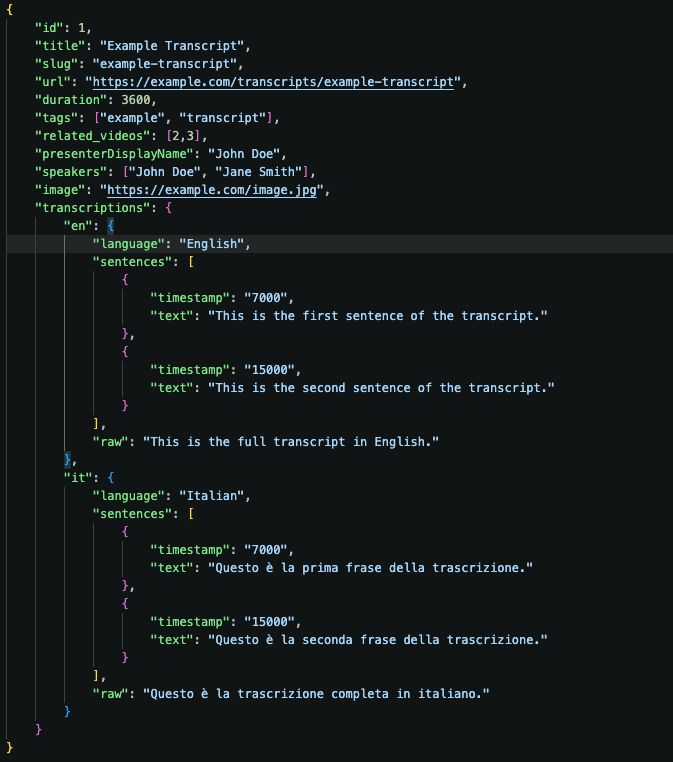 {
    "id": 1,
    "title": "Example Transcript",
    "slug": "example-transcript",
    "url": "https://example.com/transcripts/example-transcript",
    "duration": 3600,
    "tags": ["example", "transcript"],
    "related_videos": [2,3],
    "presenterDisplayName": "John Doe",
    "speakers": ["John Doe", "Jane Smith"],
    "image": "https://example.com/image.jpg",
    "transcriptions": {
        "en": {
            "language": "English",
            "sentences": [
                {
                    "timestamp": "7000",
                    "text": "This is the first sentence of the transcript."
                },
                {
                    "timestamp": "15000",
                    "text": "This is the second sentence of the transcript."
                }
            ],
            "raw": "This is the full transcript in English."
        },
        "it": {
            "language": "Italian",
            "sentences": [
                {
                    "timestamp": "7000",
                    "text": "Questo è la prima frase della trascrizione."
                },
                {
                    "timestamp": "15000",
                    "text": "Questo è la seconda frase della trascrizione."
                }
            ],
            "raw": "Questo è la trascrizione completa in italiano."
        }
    }
}